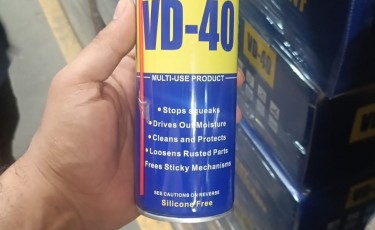 VD-40
MULTI-USE PRODUCT
Stops squeaks
Drives Out Moisture
Cleans and Protects
Loosens Rusted Parts
Frees Sticky Mechanisms
SEE CAUTIONS ON REVERSE
Silicone Free